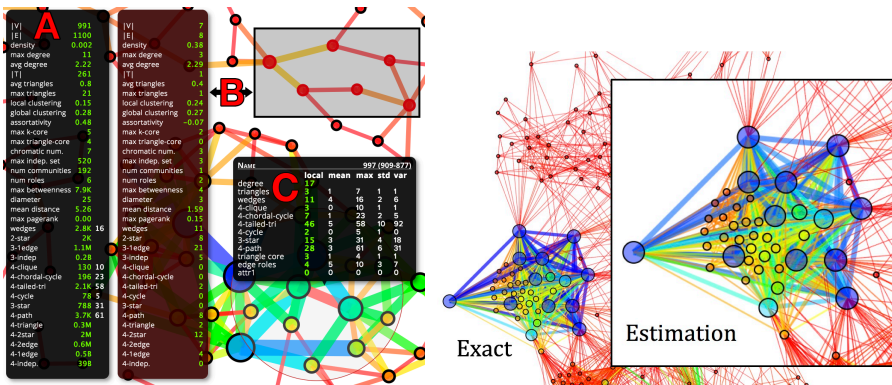 A
|V| 991
|E| 1100
density 0.002
max degree 11
avg degree 2.22
|T| 261
avg triangles 0.8
max triangles 21
local clustering 0.15
global clustering 0.28
assortativity 0.48
max k-core 5
max triangle-core 4
chromatic num. 7
max indep. set 520
num communities 192
num roles 6
max betweenness 7.9K
diameter 25
mean distance 5.26
max pagerank 0.00
wedges 2.8K 16
2-star 2K
3-1edge 1.1M
3-indep 0.2B
4-clique 130 10
4-chordal-cycle 196 23
4-tailed-tri 2.1K 58
4-cycle 78 5
3-star 788 31
4-path 3.7K 61
4-triangle 0.3M
4-2star 2M
4-2edge 0.6M
4-1edge 0.5B
4-indep. 39B
|V| 7
|E| 8
density 0.38
max degree 3
avg degree 2.29
|T| 1
avg triangles 0.4
max triangles 1
local clustering 0.24
global clustering 0.27
assortativity -0.07
max k-core 2
max triangle-core 0
chromatic num. 3
max indep. set 3
num communities 1
num roles 2
max betweenness 4
diameter 3
mean distance 1.59
max pagerank 0.15
wedges 11
2-star 8
3-1edge 21
3-indep 5
4-clique 0
4-chordal-cycle 0
4-tailed-tri 2
4-cycle 0
3-star 0
4-path 8
4-triangle 2
4-2star 12
4-2edge 7
4-1edge 4
4-indep. 0
B
C
NAME 997 (909-877)
local mean max std var
degree 17
triangles 3 1 7 1 1
wedges 11 4 16 2 6
4-clique 3 0 10 1 1
4-chordal-cycle 7 1 23 2 5
4-tailed-tri 46 5 58 10 92
4-cycle 2 0 5 1 0
3-star 15 3 31 4 18
4-path 28 3 61 6 31
triangle core 3 1 4 1 1
edge roles 4 5 10 3 7
attr1 0 0 0 0 0
Exact
Estimation